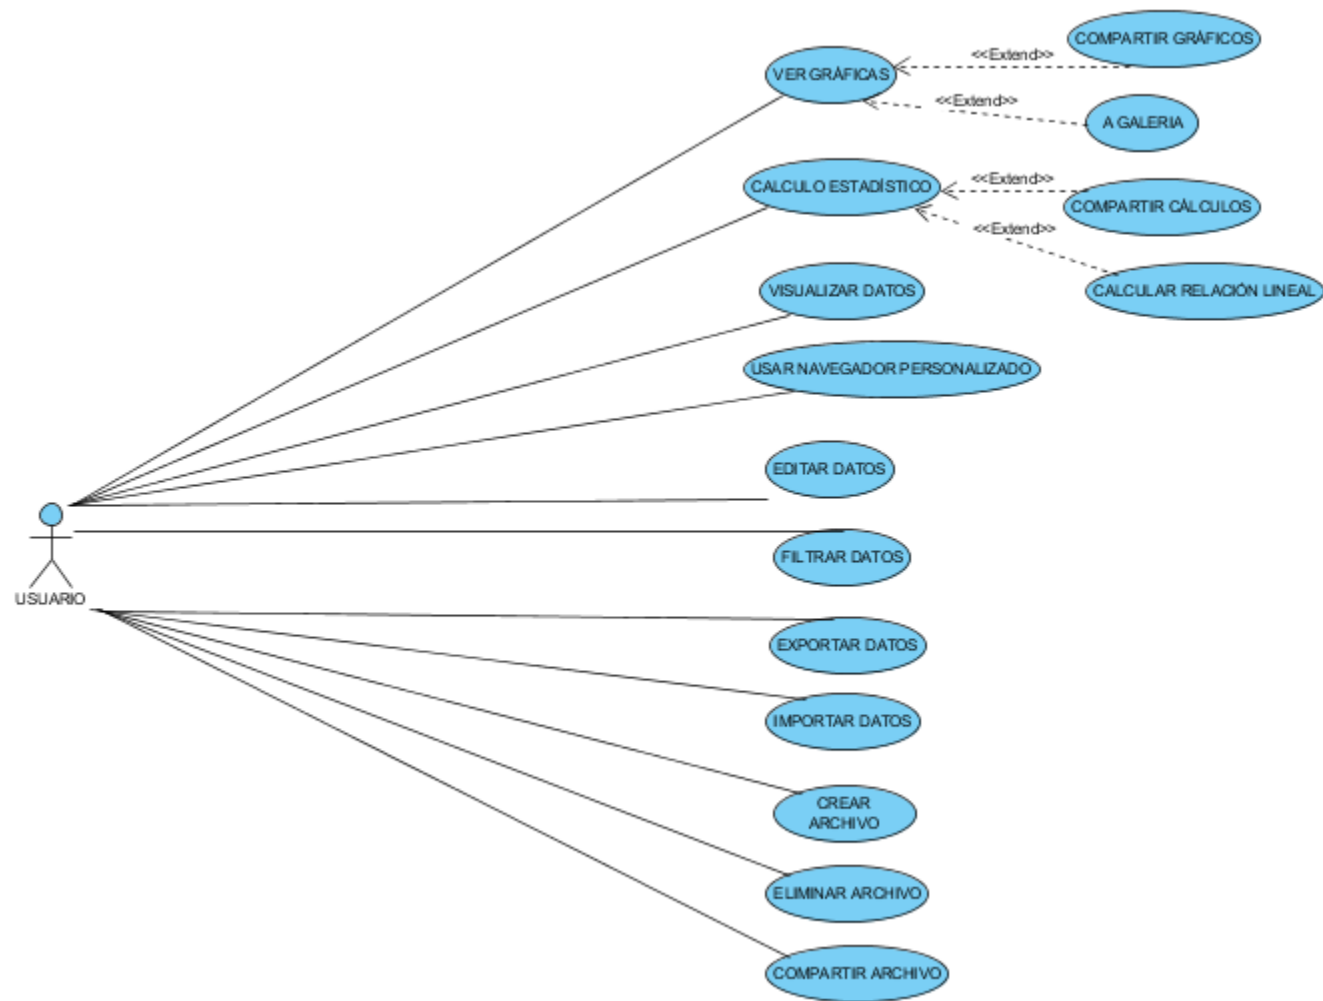 COMPARTIR GRÁFICOS
<<Extend>>
VER GRÁFICAS
<<Extend>>
A GALERIA
CALCULO ESTADÍSTICO
<<Extend>>
COMPARTIR CÁLCULOS
<<Extend>>
CALCULAR RELACIÓN LINEAL
VISUALIZAR DATOS
USAR NAVEGADOR PERSONALIZADO
EDITAR DATOS
FILTRAR DATOS
USUARIO
EXPORTAR DATOS
IMPORTAR DATOS
CREAR
ARCHIVO
ELIMINAR ARCHIVO
COMPARTIR ARCHIVO